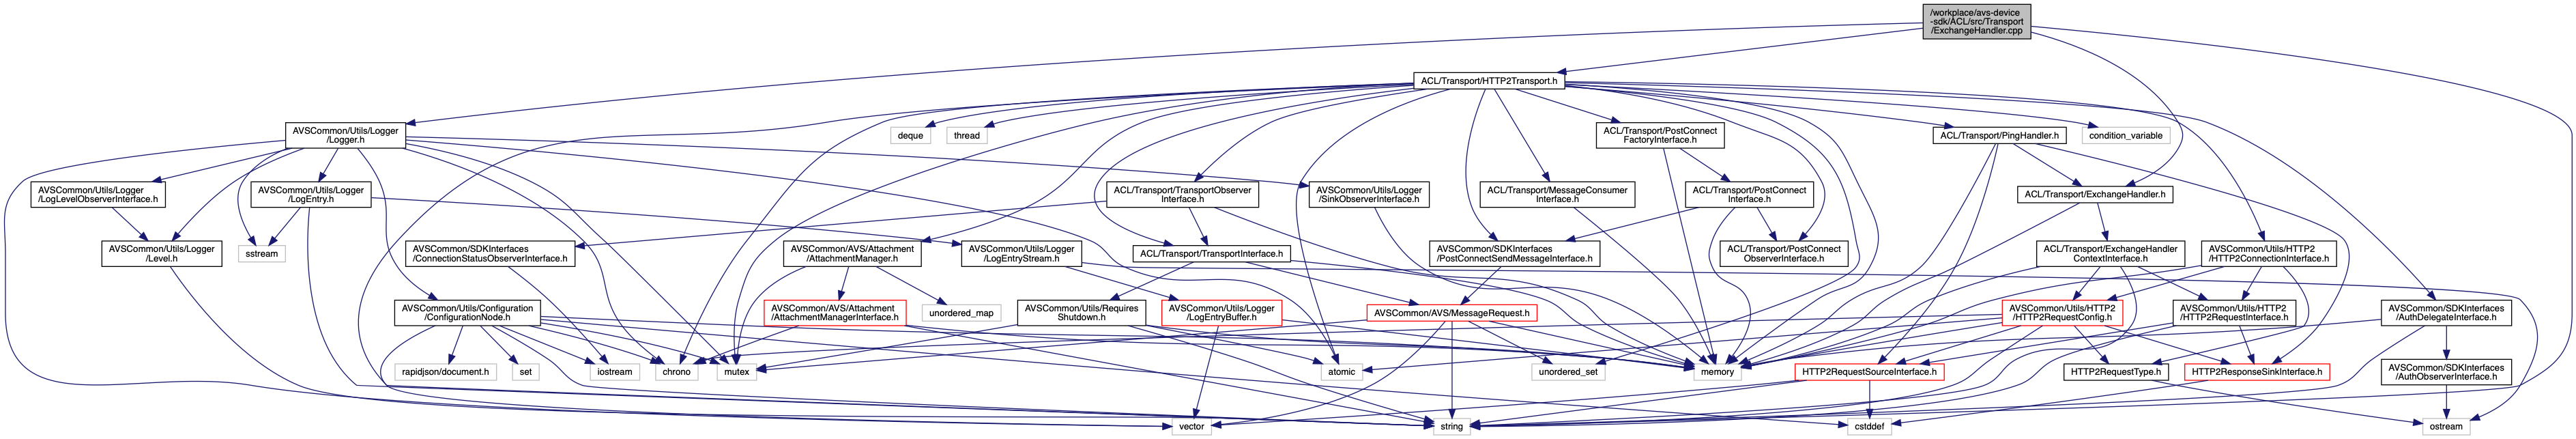 /workplace/avs-device
-sdk/ACL/src/Transport
/ExchangeHandler.cpp
ACL/Transport/HTTP2Transport.h
AVSCommon/Utils/Logger
/Logger.h
deque
thread
ACL/Transport/PostConnect
FactoryInterface.h
ACL/Transport/PingHandler.h
condition_variable
AVSCommon/Utils/Logger
/LogLevelObserverInterface.h
AVSCommon/Utils/Logger
/LogEntry.h
ACL/Transport/TransportObserver
Interface.h
AVSCommon/Utils/Logger
/SinkObserverInterface.h
ACL/Transport/MessageConsumer
Interface.h
ACL/Transport/PostConnect
Interface.h
ACL/Transport/ExchangeHandler.h
AVSCommon/Utils/Logger
/Level.h
sstream
AVSCommon/SDKInterfaces
/ConnectionStatusObserverInterface.h
AVSCommon/AVS/Attachment
/AttachmentManager.h
AVSCommon/Utils/Logger
/LogEntryStream.h
ACL/Transport/TransportInterface.h
AVSCommon/SDKInterfaces
/PostConnectSendMessageInterface.h
ACL/Transport/PostConnect
ObserverInterface.h
ACL/Transport/ExchangeHandler
ContextInterface.h
AVSCommon/Utils/HTTP2
/HTTP2ConnectionInterface.h
AVSCommon/Utils/Configuration
/ConfigurationNode.h
AVSCommon/AVS/Attachment
/AttachmentManagerInterface.h
unordered_map
AVSCommon/Utils/Requires
Shutdown.h
AVSCommon/Utils/Logger
/LogEntryBuffer.h
AVSCommon/AVS/MessageRequest.h
AVSCommon/Utils/HTTP2
/HTTP2RequestConfig.h
AVSCommon/Utils/HTTP2
/HTTP2RequestInterface.h
AVSCommon/SDKInterfaces
/AuthDelegateInterface.h
rapidjson/document.h
set
iostream
chrono
mutex
atomic
unordered_set
memory
HTTP2RequestSourceInterface.h
HTTP2RequestType.h
HTTP2ResponseSinkInterface.h
AVSCommon/SDKInterfaces
/AuthObserverInterface.h
vector
string
cstddef
ostream